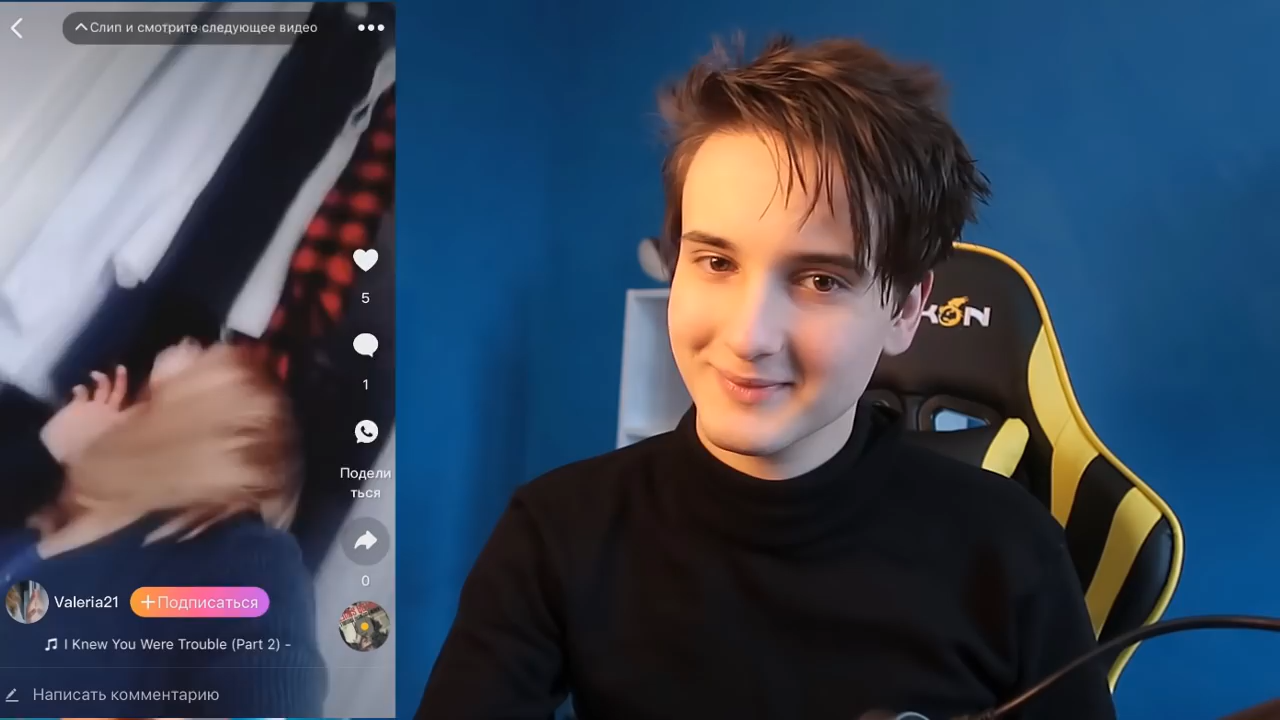 Слип и смотрите следующее видео
5
1
Подели
ться
0
Valeria21
+Подписаться
I Knew You Were Trouble (Part 2) -
Написать комментарию